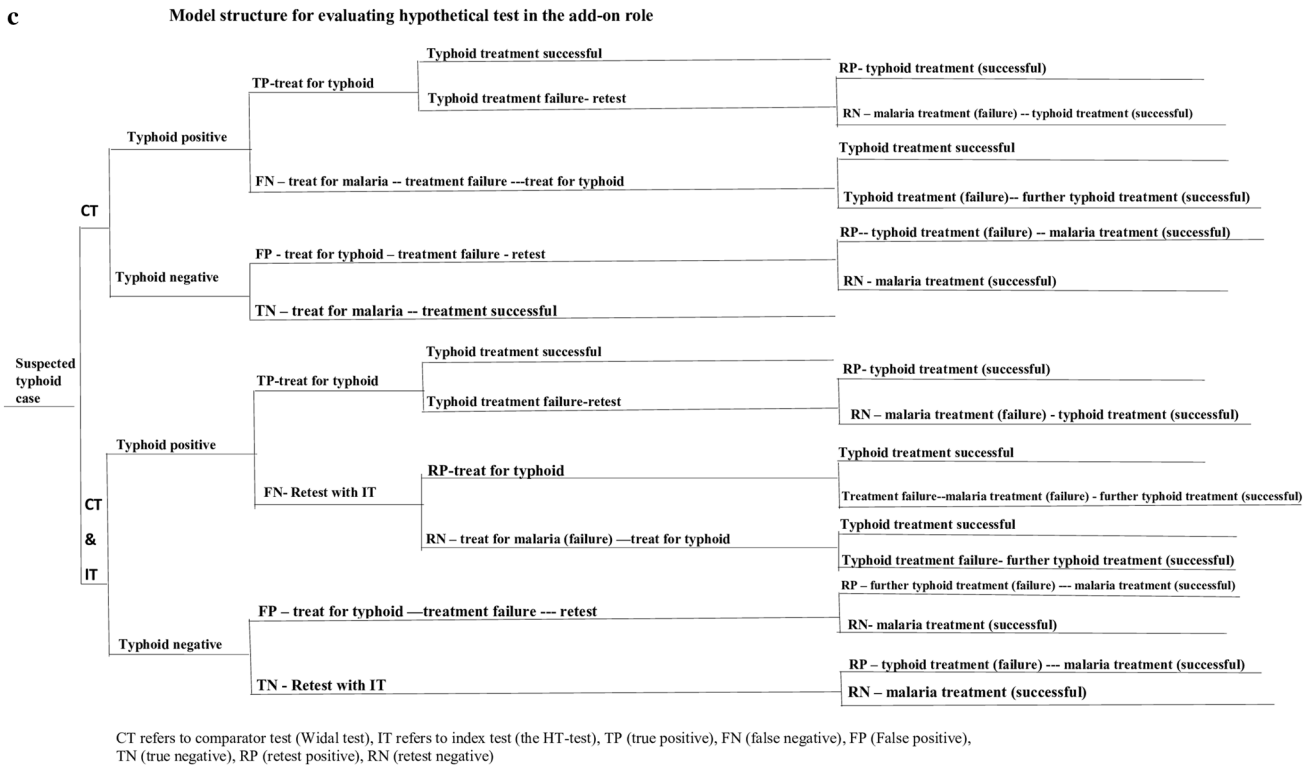 c
Model structure for evaluating hypothetical test in the add-on role
Typhoid treatment successful
RP- typhoid treatment (successful)
TP-treat for typhoid
Typhoid treatment failure- retest
RN – malaria treatment (failure) -- typhoid treatment (successful)
Typhoid positive
Typhoid treatment successful
FN – treat for malaria -- treatment failure ---treat for typhoid
Typhoid treatment (failure)-- further typhoid treatment (successful)
CT
RP-- typhoid treatment (failure) -- malaria treatment (successful)
FP - treat for typhoid – treatment failure - retest
Typhoid negative
RN - malaria treatment (successful)
TN – treat for malaria -- treatment successful
Suspected
typhoid
case
Typhoid treatment successful
RP- typhoid treatment (successful)
TP-treat for typhoid
Typhoid treatment failure-retest
RN – malaria treatment (failure) - typhoid treatment (successful)
Typhoid positive
Typhoid treatment successful
RP-treat for typhoid
FN- Retest with IT
Treatment failure--malaria treatment (failure) - further typhoid treatment (successful)
CT
&
IT
Typhoid treatment successful
RN – treat for malaria (failure) —treat for typhoid
Typhoid treatment failure- further typhoid treatment (successful)
RP – further typhoid treatment (failure) --- malaria treatment (successful)
FP – treat for typhoid —treatment failure --- retest
RN- malaria treatment (successful)
Typhoid negative
RP – typhoid treatment (failure) --- malaria treatment (successful)
TN - Retest with IT
RN – malaria treatment (successful)
CT refers to comparator test (Widal test), IT refers to index test (the HT-test), TP (true positive), FN (false negative), FP (False positive),
TN (true negative), RP (retest positive), RN (retest negative)